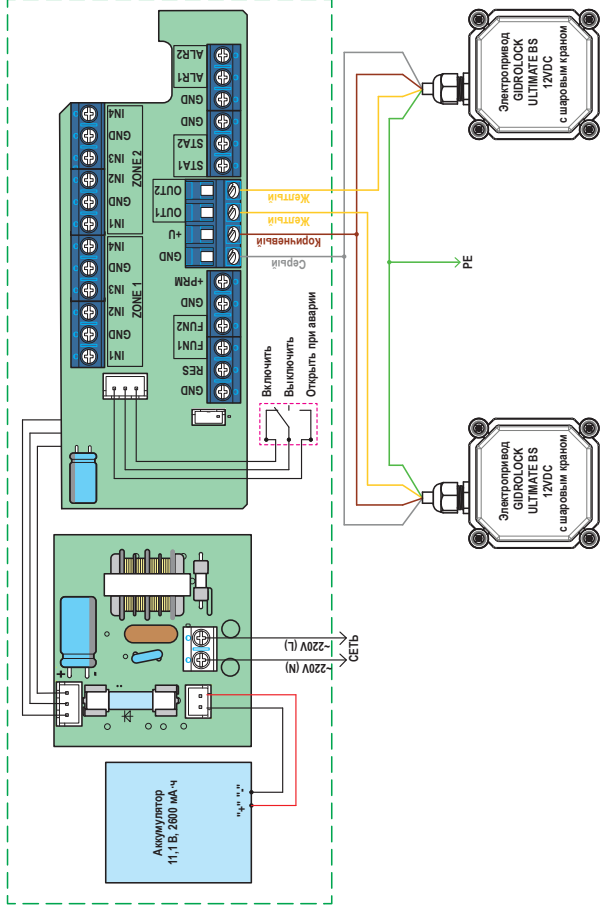 Электропривод
GIDROLOCK
ULTIMATE BS
12VDC
с шаровым краном
ALR2
ALR1
GND
GND
STA2
STA1
OUT2
OUT1
+U
GND
+PRM
GND
FUN2
FUN1
RES
GND
IN4
GND
IN3
IN2
GND
IN1
ZONE 2
IN4
GND
IN3
IN2
GND
IN1
ZONE 1
Желтый
Желтый
Коричневый
Серый
PE
Включить
Выключить
Открыть при аварии
Электропривод
GIDROLOCK
ULTIMATE BS
12VDC
с шаровым краном
+
-
~220V (L)
~220V (N)
СЕТЬ
Аккумулятор
11,1 В, 2600 мА·ч
"+" "-"